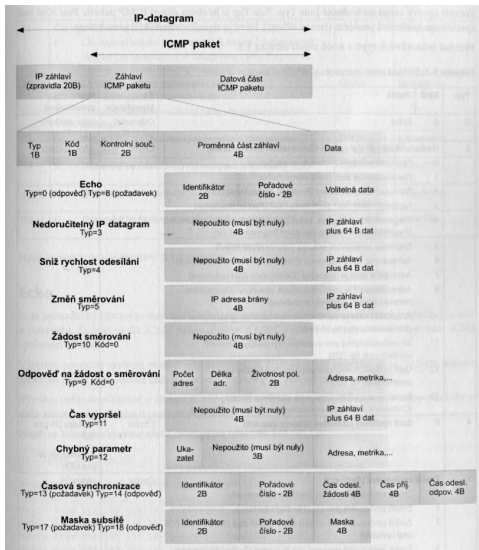 IP-datagram
ICMP paket
IP záhlaví
(zpravidla 20B)
Záhlaví
ICMP paketu
Datová část
ICMP paketu
Typ
1B
Kód
1B
Kontrolní souč.
2B
Proměnná část záhlaví
4B
Data
Echo
Typ=0 (odpověď) Typ=8 (požadavek)
Identifikátor
2B
Pořadové
číslo - 2B
Volitelná data
Nedoručitelný IP datagram
Typ=3
Nepoužito (musí být nuly)
4B
IP záhlaví
plus 64 B dat
Sniž rychlost odesílání
Typ=4
Nepoužito (musí být nuly)
4B
IP záhlaví
plus 64 B dat
Změň směrování
Typ=5
IP adresa brány
4B
IP záhlaví
plus 64 B dat
Žádost směrování
Typ=10 Kód=0
Nepoužito (musí být nuly)
4B
Odpověď na žádost o směrování
Typ=9 Kód=0
Počet
adres
Délka
adr.
Životnost pol.
2B
Adresa, metrika,...
Čas vypršel
Typ=11
Nepoužito (musí být nuly)
4B
IP záhlaví
plus 64 B dat
Chybný parametr
Typ=12
Uka-
zatel
Nepoužito (musí být nuly)
3B
Adresa, metrika,...
Časová synchronizace
Typ=13 (požadavek) Typ=14 (odpověď)
Identifikátor
2B
Pořadové
číslo - 2B
Čas odesl.
žádosti 4B
Čas příj.
4B
Čas odesl.
odpov. 4B
Maska subsítě
Typ=17 (požadavek) Typ=18 (odpověď)
Identifikátor
2B
Pořadové
číslo - 2B
Maska
4B